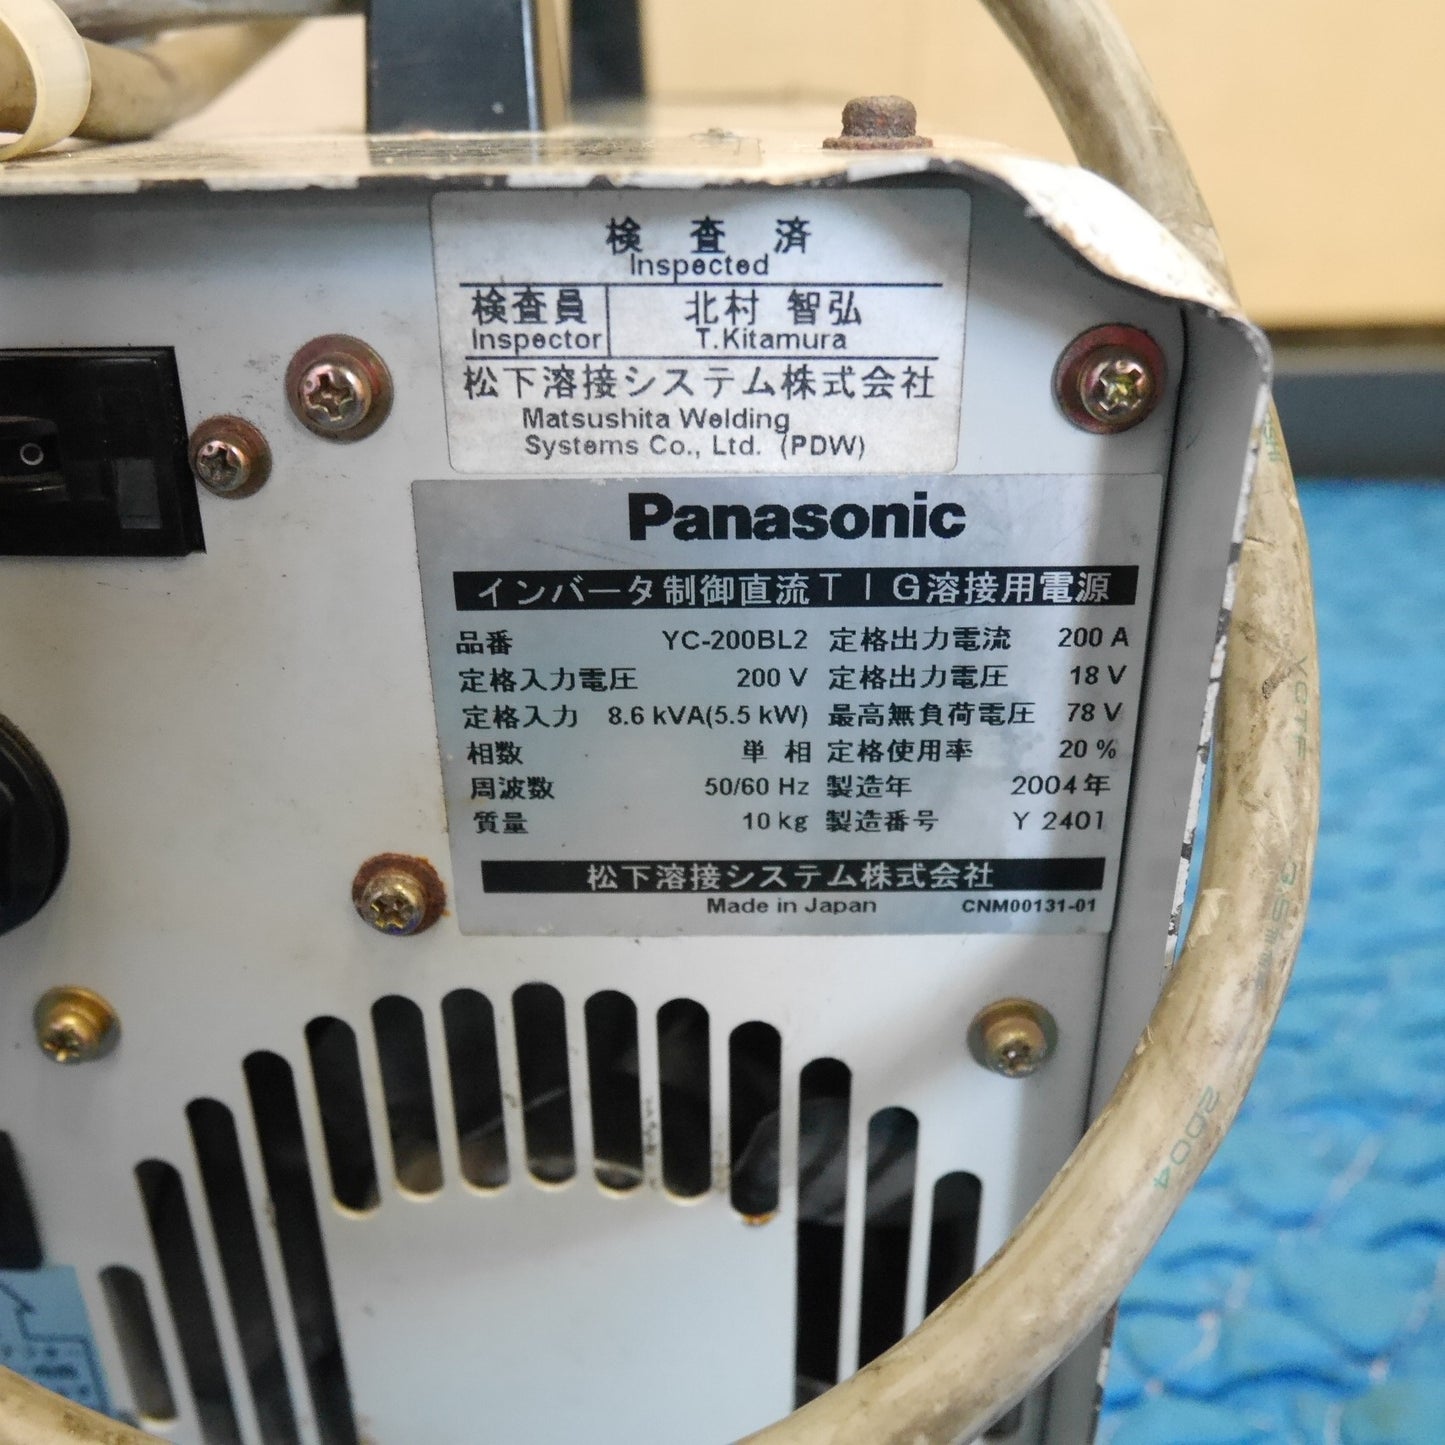 検査済
Inspected
検査員 北村 智弘
Inspector T.Kitamura
松下溶接システム株式会社
Matsushita Welding
Systems Co., Ltd. (PDW)
Panasonic
インバータ制御直流TIG溶接用電源
品番 YC-200BL2 定格出力電流 200 A
定格入力電圧 200 V 定格出力電圧 18 V
定格入力 8.6 kVA(5.5 kW) 最高無負荷電圧 78 V
相数 単相 定格使用率 20 %
周波数 50/60 Hz 製造年 2004年
質量 10 kg 製造番号 Y 2401
松下溶接システム株式会社
Made in Japan CNM00131-01
VCTF
2004